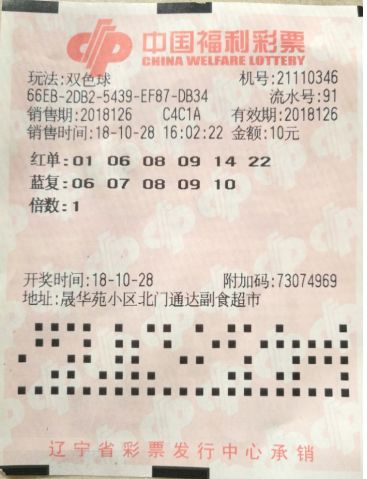 中国福利彩票
CHINA WELFARE LOTTERY
玩法:双色球 机号:21110346
66EB-2DB2-5439-EF87-DB34 流水号:91
销售期:2018126 C4C1A 有效期:2018126
销售时间:18-10-28 16:02:22 金额:10元
红单:01 06 08 09 14 22
蓝复:06 07 08 09 10
倍数:1
开奖时间:18-10-28 附加码:73074969
地址:晟华苑小区北门通达副食超市
辽宁省彩票发行中心承销